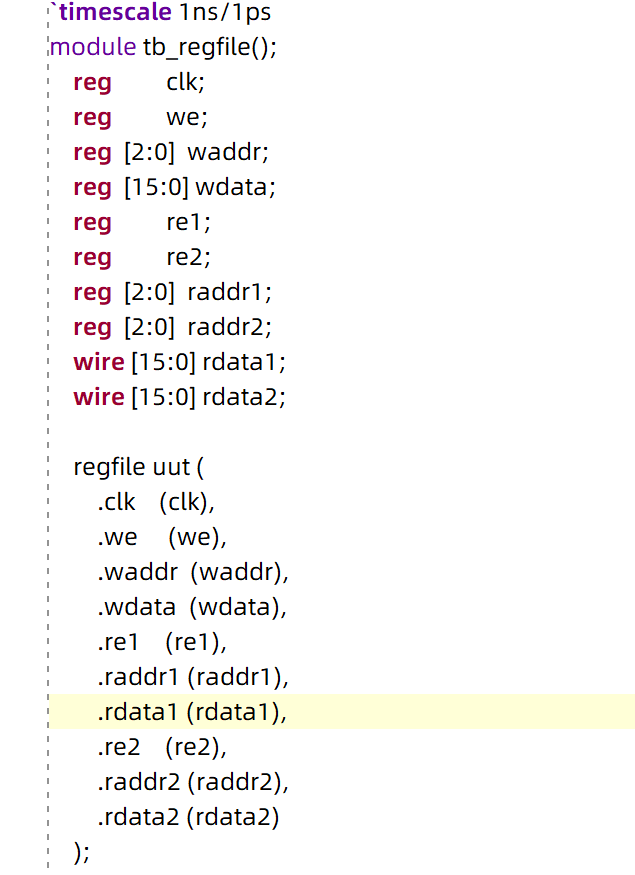 `timescale 1ns/1ps
module tb_regfile();
reg clk;
reg we;
reg [2:0] waddr;
reg [15:0] wdata;
reg re1;
reg re2;
reg [2:0] raddr1;
reg [2:0] raddr2;
wire [15:0] rdata1;
wire [15:0] rdata2;
regfile uut (
.clk (clk),
.we (we),
.waddr (waddr),
.wdata (wdata),
.re1 (re1),
.raddr1 (raddr1),
.rdata1 (rdata1),
.re2 (re2),
.raddr2 (raddr2),
.rdata2 (rdata2)
);